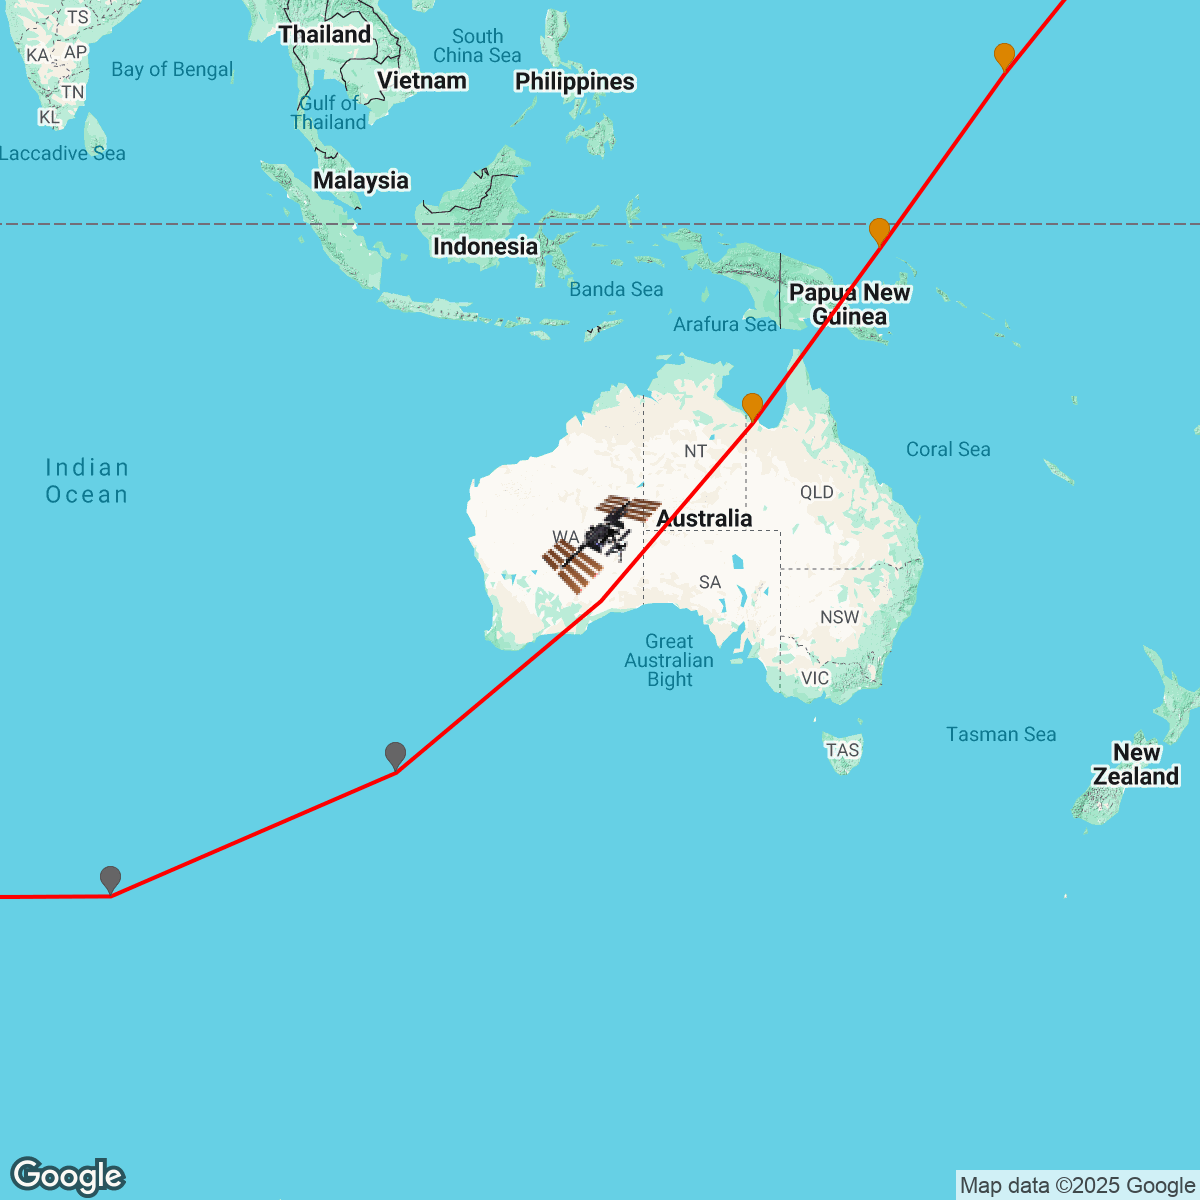 TS
Thailand
South
China Sea
KA
AP
Bay of Bengal
Vietnam
Philippines
TN
Gulf of
Thailand
KL
Laccadive Sea
Malaysia
Indonesia
Banda Sea
Papua New
Guinea
Arafura Sea
Indian
Ocean
NT
Coral Sea
QLD
Australia
WA
SA
NSW
Great
Australian
Bight
VIC
Tasman Sea
TAS
New
Zealand
Google
Map data ©2025 Google